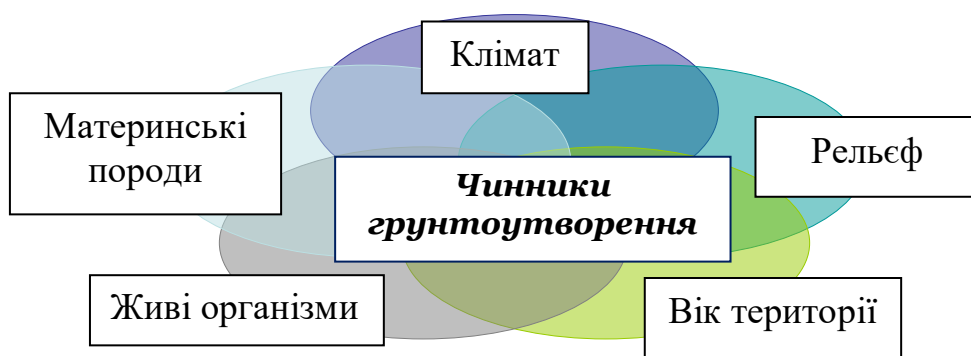 Клімат
Материнські
породи
Рельєф
Чинники
грунтоутворення
Живі організми
Вік території